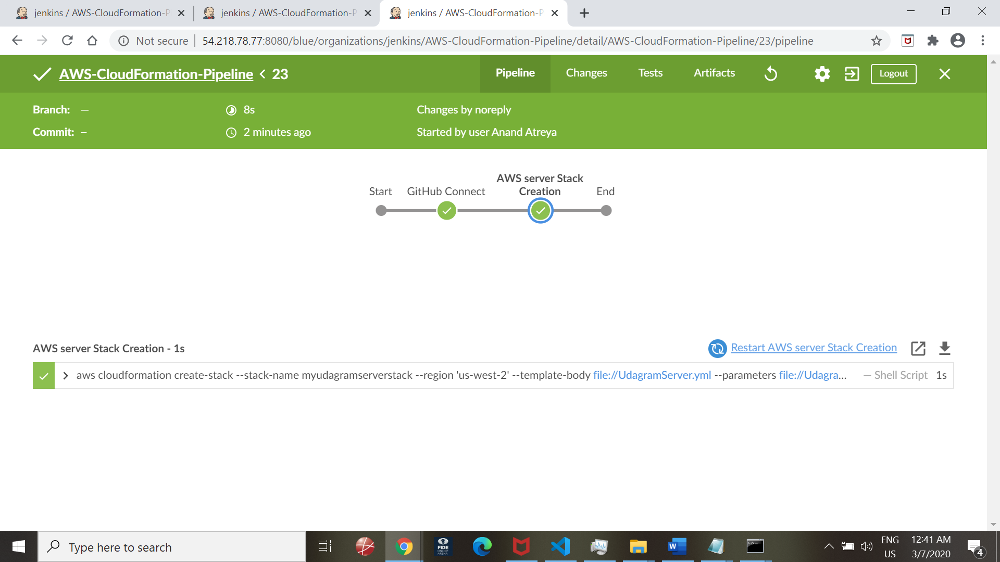 jenkins / AWS-CloudFormation-P
jenkins / AWS-CloudFormation-P
jenkins / AWS-CloudFormation-P
Not secure
54.218.78.77:8080/blue/organizations/jenkins/AWS-CloudFormation-Pipeline/detail/AWS-CloudFormation-Pipeline/23/pipeline
AWS-CloudFormation-Pipeline < 23
Pipeline
Changes
Tests
Artifacts
Logout
Branch: —
8s
Changes by noreply
Commit: –
2 minutes ago
Started by user Anand Atreya
Start
GitHub Connect
AWS server Stack
Creation
End
AWS server Stack Creation - 1s
Restart AWS server Stack Creation
aws cloudformation create-stack --stack-name myudagramserverstack --region 'us-west-2' --template-body file://UdagramServer.yml --parameters file://Udagra...
— Shell Script
1s
Type here to search
FIDE
ONLINE
ARENA
W
C:\_
ENG
US
12:41 AM
3/7/2020
4